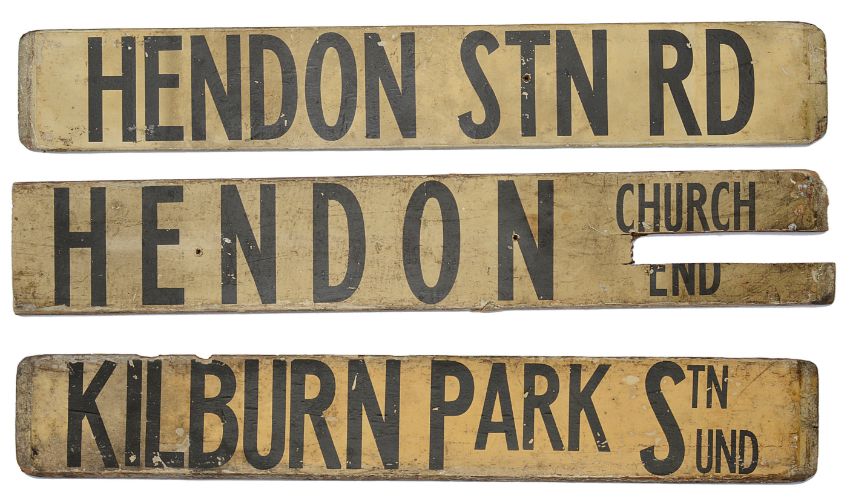 HENDON STN RD
HENDON CHURCH
END
KILBURN PARK STN
UND